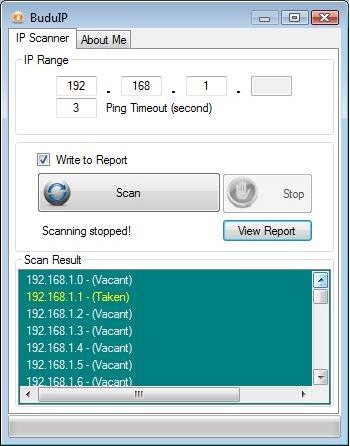 BuduIP
IP Scanner About Me
IP Range
192 . 168 . 1 .
3 Ping Timeout (second)
Write to Report
Scan Stop
Scanning stopped! View Report
Scan Result
192.168.1.0 - (Vacant)
192.168.1.1 - (Taken)
192.168.1.2 - (Vacant)
192.168.1.3 - (Vacant)
192.168.1.4 - (Vacant)
192.168.1.5 - (Vacant)
192.168.1.6 - (Vacant)